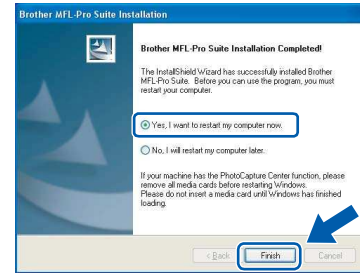 Brother MFL-Pro Suite Installation
Brother MFL-Pro Suite Installation Completed!
The InstallShield Wizard has successfully installed Brother
MFL-Pro Suite. Before you can use the program, you must
restart your computer.
Yes, I want to restart my computer now.
No, I will restart my computer later.
If your machine has the PhotoCapture Center function, please
remove all media cards before restarting Windows.
Please do not insert a media card until Windows has finished
loading.
< Back Finish Cancel